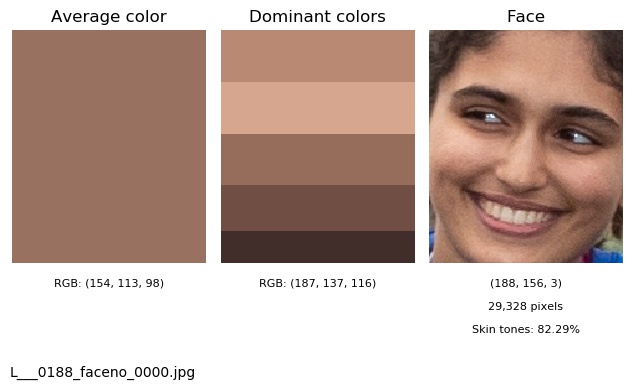 Average color
Dominant colors
Face
RGB: (154, 113, 98)
RGB: (187, 137, 116)
(188, 156, 3)
29,328 pixels
Skin tones: 82.29%
L___0188_faceno_0000.jpg